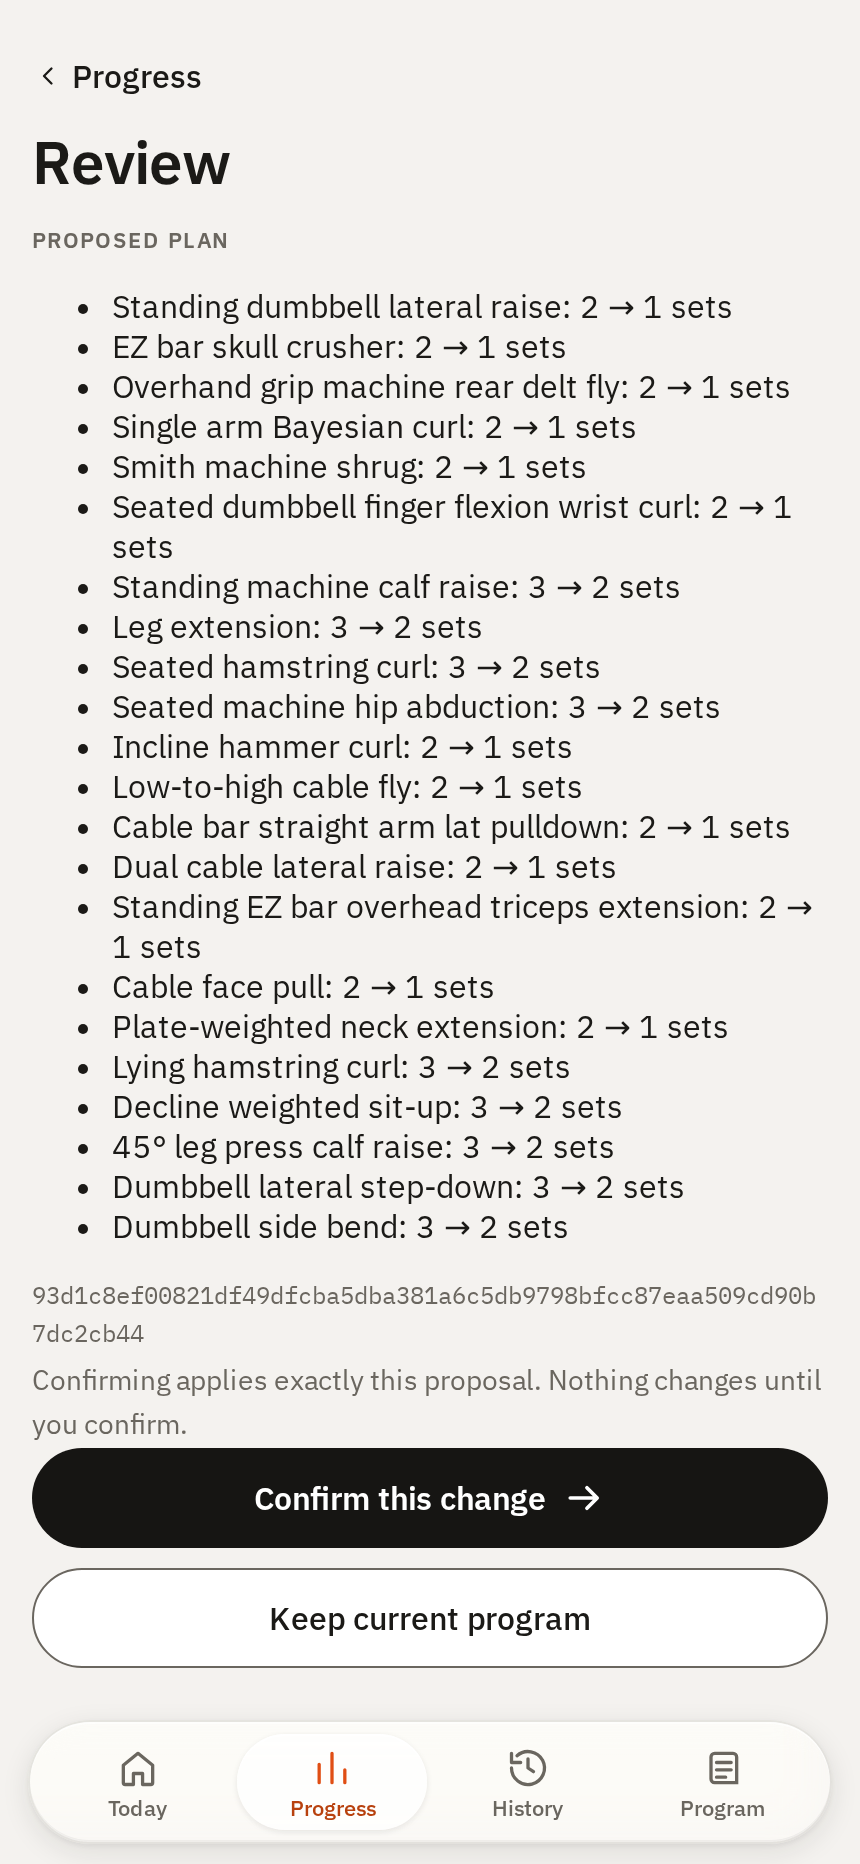 Progress
Review
PROPOSED PLAN
• Standing dumbbell lateral raise: 2 → 1 sets
• EZ bar skull crusher: 2 → 1 sets
• Overhand grip machine rear delt fly: 2 → 1 sets
• Single arm Bayesian curl: 2 → 1 sets
• Smith machine shrug: 2 → 1 sets
• Seated dumbbell finger flexion wrist curl: 2 → 1
sets
• Standing machine calf raise: 3 → 2 sets
• Leg extension: 3 → 2 sets
• Seated hamstring curl: 3 → 2 sets
• Seated machine hip abduction: 3 → 2 sets
• Incline hammer curl: 2 → 1 sets
• Low-to-high cable fly: 2 → 1 sets
• Cable bar straight arm lat pulldown: 2 → 1 sets
• Dual cable lateral raise: 2 → 1 sets
• Standing EZ bar overhead triceps extension: 2 →
1 sets
• Cable face pull: 2 → 1 sets
• Plate-weighted neck extension: 2 → 1 sets
• Lying hamstring curl: 3 → 2 sets
• Decline weighted sit-up: 3 → 2 sets
• 45° leg press calf raise: 3 → 2 sets
• Dumbbell lateral step-down: 3 → 2 sets
• Dumbbell side bend: 3 → 2 sets
93d1c8ef00821df49dfcba5dba381a6c5db9798bfcc87eaa509cd90b
7dc2cb44
Confirming applies exactly this proposal. Nothing changes until
you confirm.
Confirm this change →
Keep current program
Today
Progress
History
Program